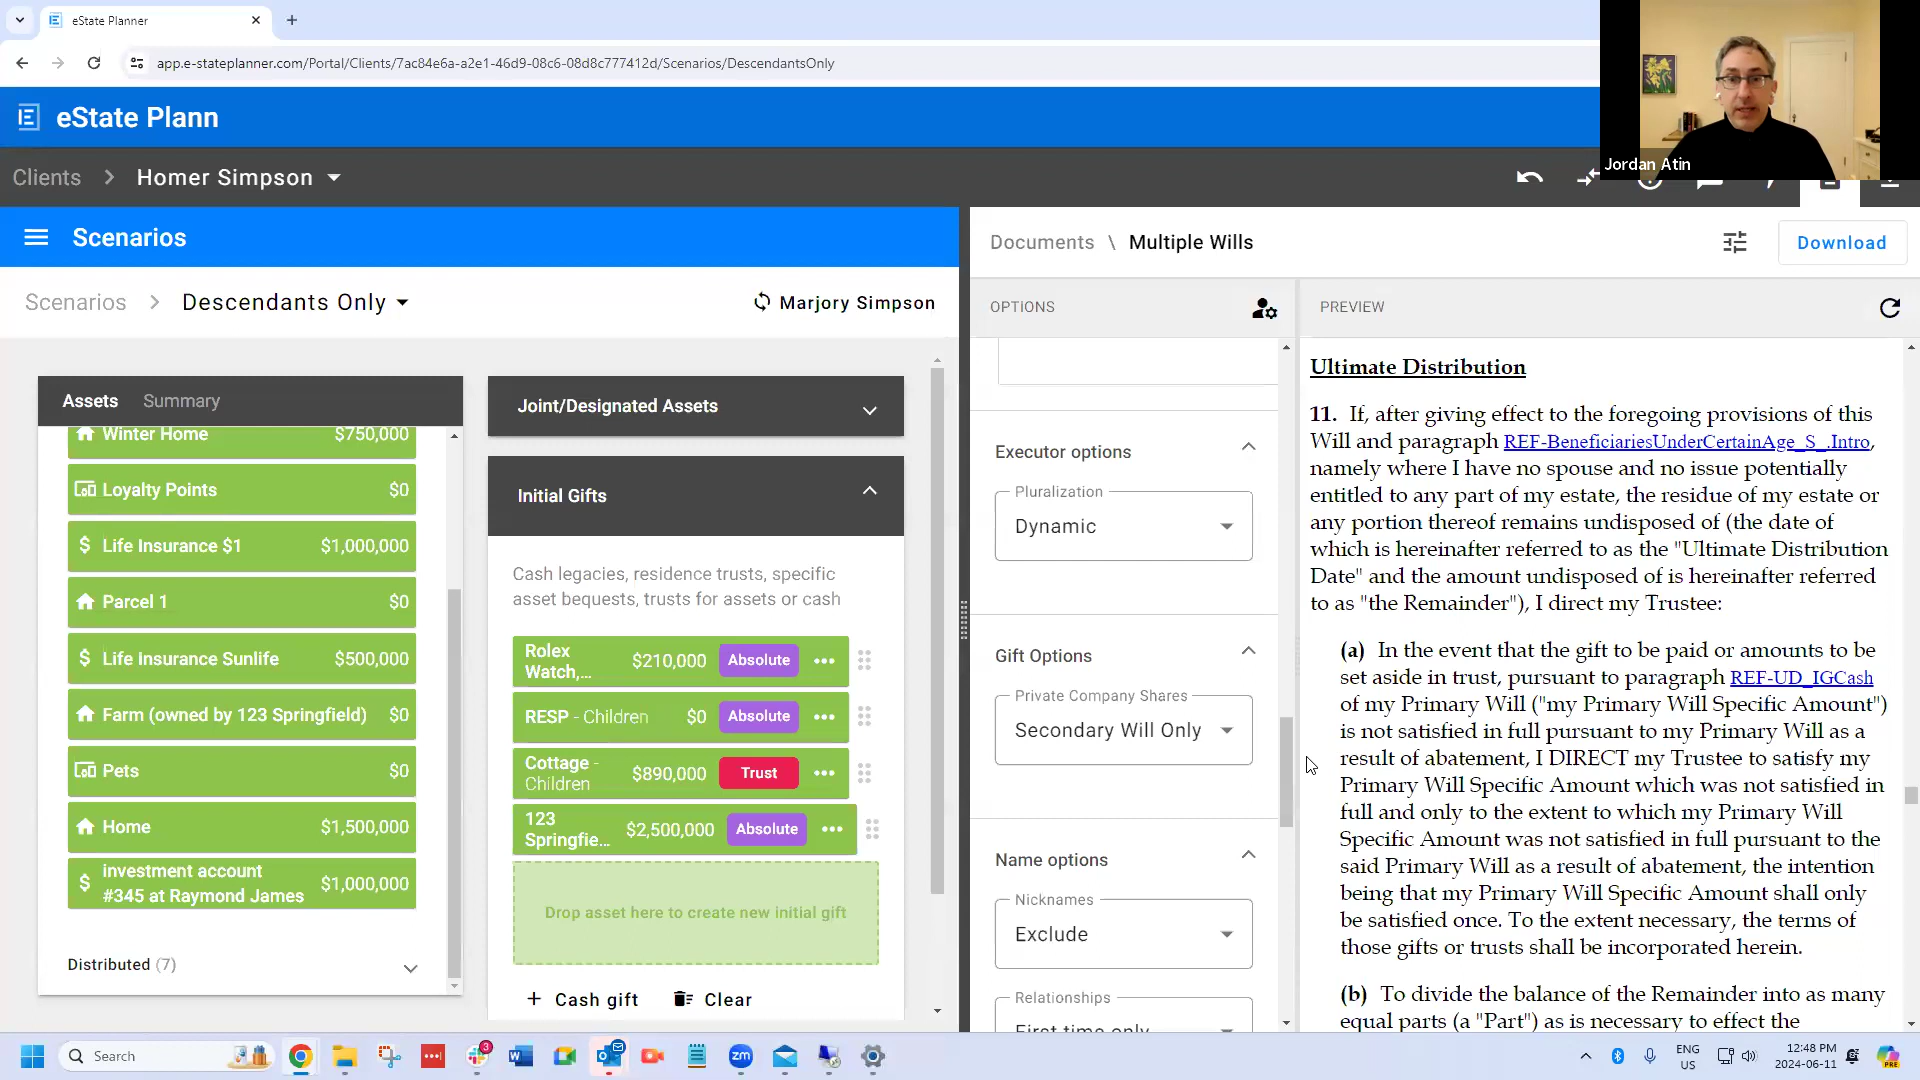 eState Planner
app.e-stateplanner.com/Portal/Clients/7ac84e6a-a2e1-46d9-08c6-08d8c777412d/Scenarios/DescendantsOnly
eState Plann
Jordan Atin
Clients > Homer Simpson
Scenarios
Documents \ Multiple Wills
Download
Scenarios > Descendants Only
Marjory Simpson
OPTIONS
PREVIEW
Assets Summary
Winter Home $750,000
Loyalty Points $0
Life Insurance $1 $1,000,000
Parcel 1 $0
Life Insurance Sunlife $500,000
Farm (owned by 123 Springfield) $0
Pets $0
Home $1,500,000
investment account
#345 at Raymond James $1,000,000
Distributed (7)
Joint/Designated Assets
Initial Gifts
Cash legacies, residence trusts, specific
asset bequests, trusts for assets or cash
Rolex
Watch,... $210,000 Absolute
RESP - Children $0 Absolute
Cottage -
Children $890,000 Trust
123
Springfie... $2,500,000 Absolute
Drop asset here to create new initial gift
+ Cash gift Clear
Executor options
Pluralization
Dynamic
Gift Options
Private Company Shares
Secondary Will Only
Name options
Nicknames
Exclude
Relationships
First time only
Ultimate Distribution
11. If, after giving effect to the foregoing provisions of this
Will and paragraph REF-BeneficiariesUnderCertainAge_S_.Intro,
namely where I have no spouse and no issue potentially
entitled to any part of my estate, the residue of my estate or
any portion thereof remains undisposed of (the date of
which is hereinafter referred to as the "Ultimate Distribution
Date" and the amount undisposed of is hereinafter referred
to as "the Remainder"), I direct my Trustee:
(a) In the event that the gift to be paid or amounts to be
set aside in trust, pursuant to paragraph REF-UD_IGCash
of my Primary Will ("my Primary Will Specific Amount")
is not satisfied in full pursuant to my Primary Will as a
result of abatement, I DIRECT my Trustee to satisfy my
Primary Will Specific Amount which was not satisfied in
full and only to the extent to which my Primary Will
Specific Amount was not satisfied in full pursuant to the
said Primary Will as a result of abatement, the intention
being that my Primary Will Specific Amount shall only
be satisfied once. To the extent necessary, the terms of
those gifts or trusts shall be incorporated herein.
(b) To divide the balance of the Remainder into as many
equal parts (a "Part") as is necessary to effect the
Search
3
zm
ENG
US
12:48 PM
2024-06-11
PRE